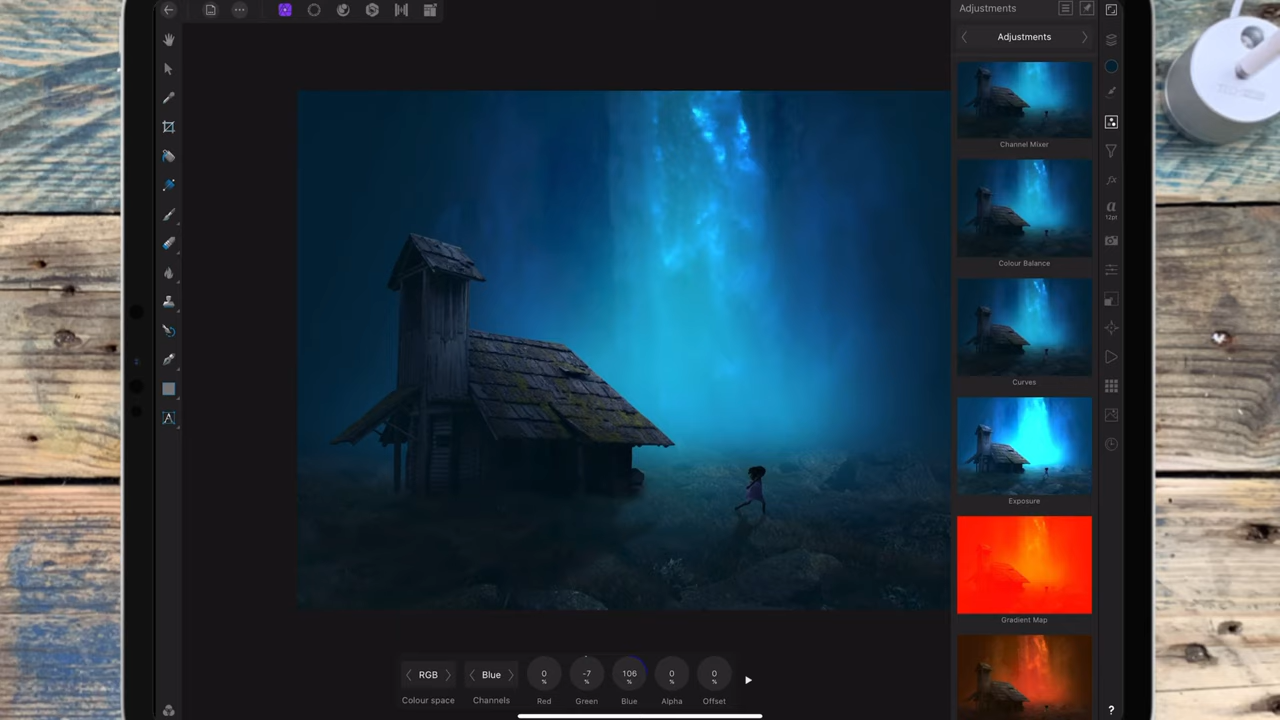 Adjustments
Adjustments
Channel Mixer
Colour Balance
Curves
Exposure
Gradient Map
a
12pt
A
RGB
Blue
0
%
-7
%
106
%
0
%
0
%
Colour space
Channels
Red
Green
Blue
Alpha
Offset
?